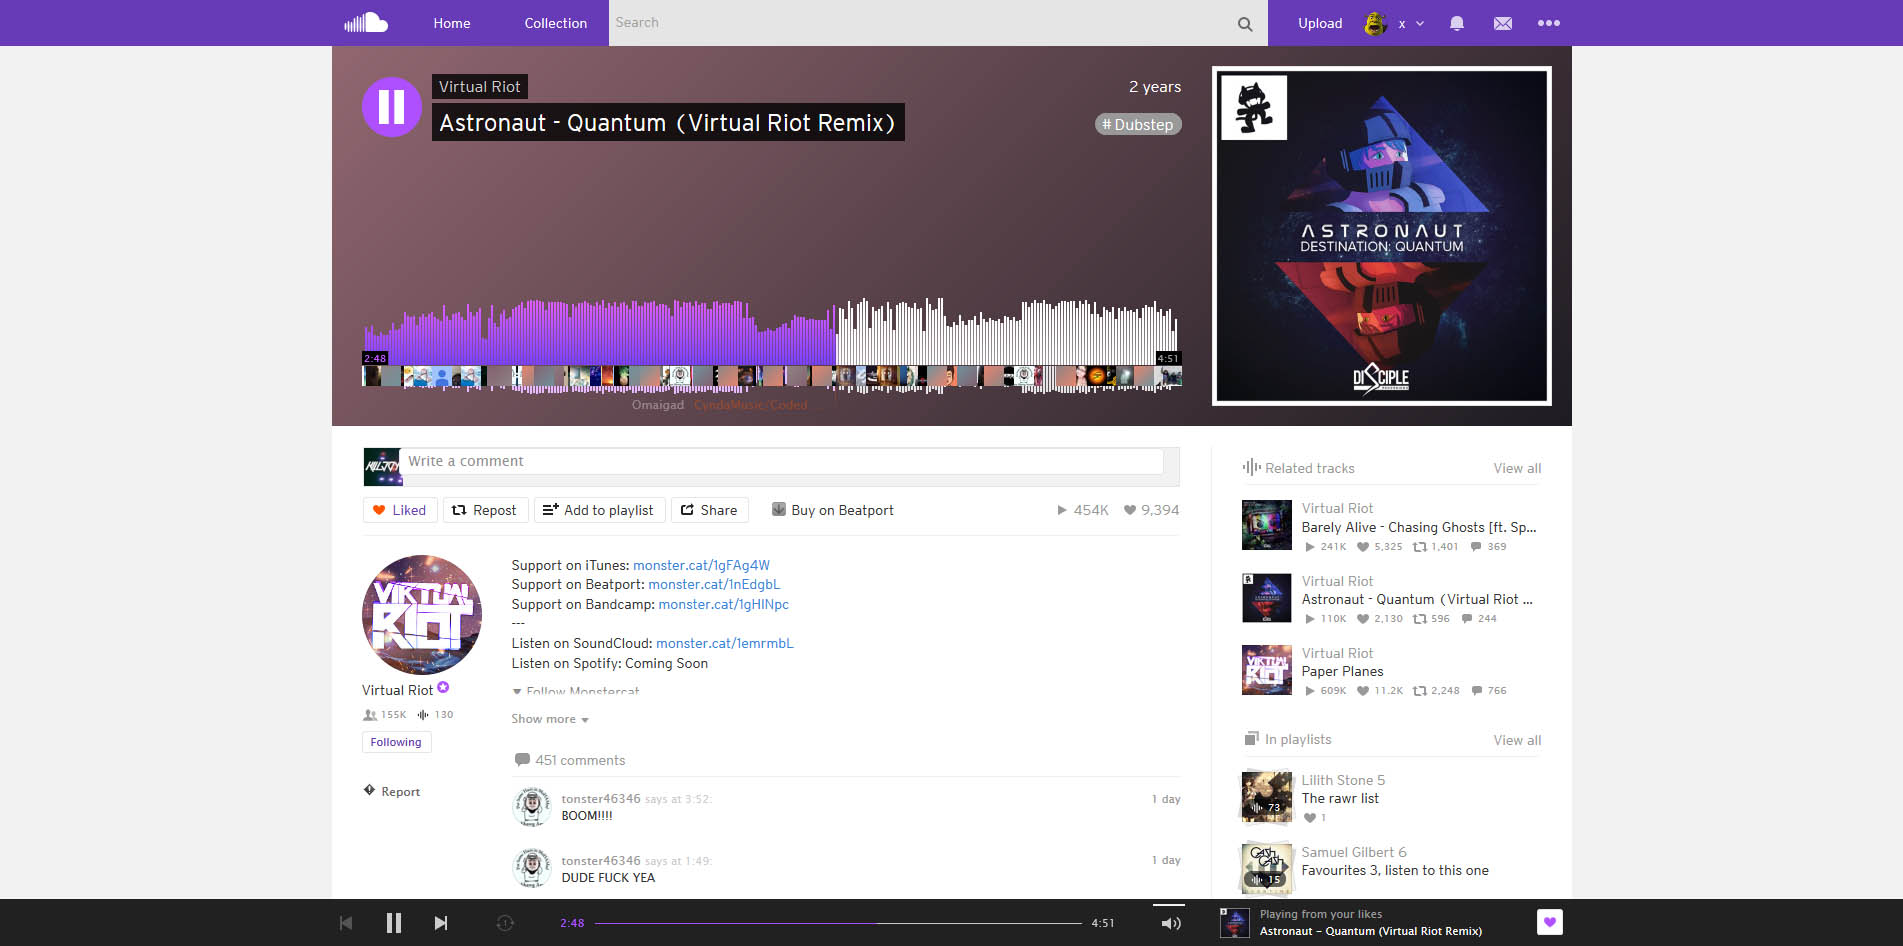 Home
Collection
Search
Upload
x
Virtual Riot
Astronaut - Quantum (Virtual Riot Remix)
2 years
# Dubstep
ASTRONAUT
DESTINATION: QUANTUM
DISCIPLE
2:48
4:51
Omaigad CyndaMusic/Coded
KILLJOY
Write a comment
Liked
Repost
Add to playlist
Share
Buy on Beatport
454K
9,394
VIRTUAL
RIOT
Virtual Riot
155K 130
Following
Report
Support on iTunes: monster.cat/1gFAg4W
Support on Beatport: monster.cat/1nEdgbL
Support on Bandcamp: monster.cat/1gHINpc
---
Listen on SoundCloud: monster.cat/1emrmbL
Listen on Spotify: Coming Soon
▼ Follow Monstercat
Show more
451 comments
tonster46346 says at 3:52:
1 day
BOOM!!!!
tonster46346 says at 1:49:
1 day
DUDE FUCK YEA
Related tracks
View all
Virtual Riot
Barely Alive - Chasing Ghosts [ft. Sp...
241K 5,325 1,401 369
Virtual Riot
Astronaut - Quantum (Virtual Riot ...
110K 2,130 596 244
VIRTUAL
RIOT
Virtual Riot
Paper Planes
609K 11.2K 2,248 766
In playlists
View all
Lilith Stone 5
The rawr list
73
1
Samuel Gilbert 6
Favourites 3, listen to this one
CASH CASH
15
2:48
4:51
Playing from your likes
Astronaut - Quantum (Virtual Riot Remix)